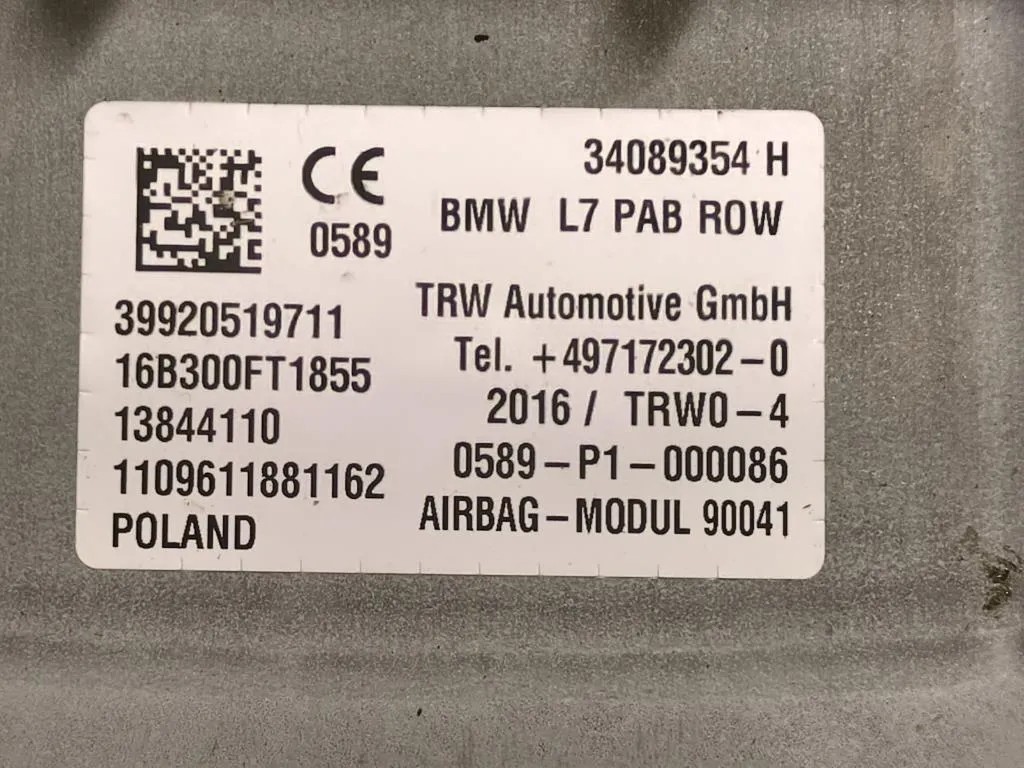 CE
0589
34089354 H
BMW L7 PAB ROW
39920519711
16B300FT1855
13844110
1109611881162
POLAND
TRW Automotive GmbH
Tel. +497172302-0
2016 / TRW0-4
0589-P1-000086
AIRBAG-MODUL 90041